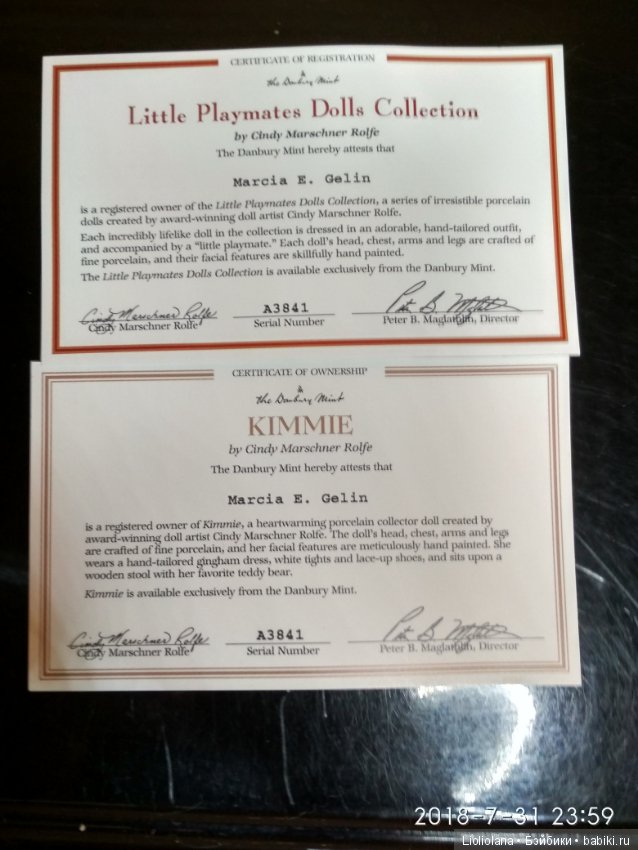 CERTIFICATE OF REGISTRATION
the Danbury Mint
Little Playmates Dolls Collection
by Cindy Marschner Rolfe
The Danbury Mint hereby attests that
Marcia E. Gelin
is a registered owner of the Little Playmates Dolls Collection, a series of irresistible porcelain
dolls created by award-winning doll artist Cindy Marschner Rolfe.
Each incredibly lifelike doll in the collection is dressed in an adorable, hand-tailored outfit,
and accompanied by a "little playmate." Each doll's head, chest, arms and legs are crafted of
fine porcelain, and their facial features are skillfully hand painted.
The Little Playmates Dolls Collection is available exclusively from the Danbury Mint.
Cindy Marschner Rolfe
Cindy Marschner Rolfe
A3841
Serial Number
Peter B. Maglathlin, Director
CERTIFICATE OF OWNERSHIP
the Danbury Mint
KIMMIE
by Cindy Marschner Rolfe
The Danbury Mint hereby attests that
Marcia E. Gelin
is a registered owner of Kimmie, a heartwarming porcelain collector doll created by
award-winning doll artist Cindy Marschner Rolfe. The doll's head, chest, arms and legs
are crafted of fine porcelain, and her facial features are meticulously hand painted. She
wears a hand-tailored gingham dress, white tights and lace-up shoes, and sits upon a
wooden stool with her favorite teddy bear.
Kimmie is available exclusively from the Danbury Mint.
Cindy Marschner Rolfe
Cindy Marschner Rolfe
A3841
Serial Number
Peter B. Maglathlin, Director
2018-7-31 23:59
Lioliolana - Бэйбики • babiki.ru